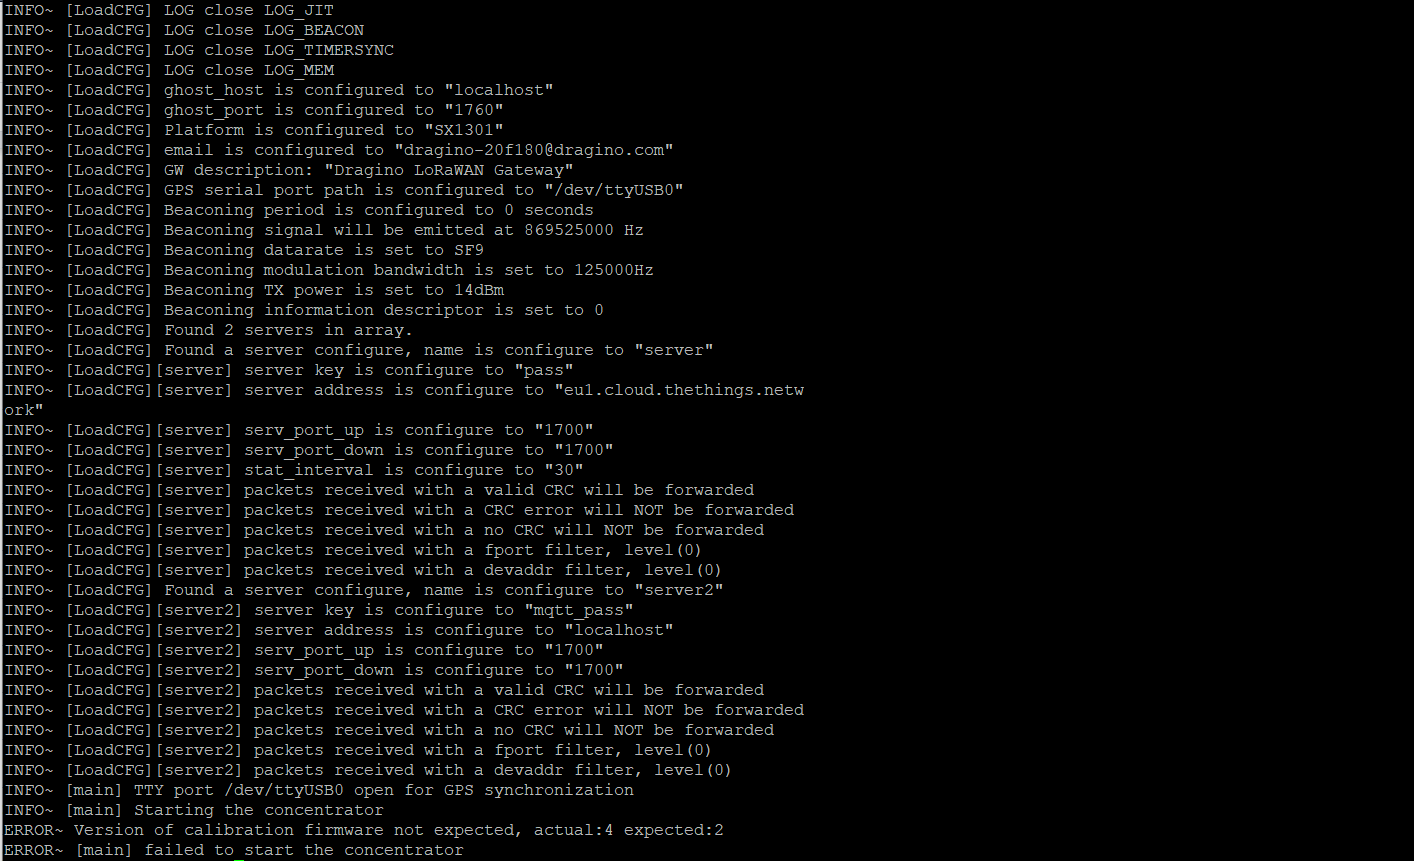 INFO~ [LoadCFG] LOG close LOG_JIT
INFO~ [LoadCFG] LOG close LOG_BEACON
INFO~ [LoadCFG] LOG close LOG_TIMERSYNC
INFO~ [LoadCFG] LOG close LOG_MEM
INFO~ [LoadCFG] ghost_host is configured to "localhost"
INFO~ [LoadCFG] ghost_port is configured to "1760"
INFO~ [LoadCFG] Platform is configured to "SX1301"
INFO~ [LoadCFG] email is configured to "dragino-20f180@dragino.com"
INFO~ [LoadCFG] GW description: "Dragino LoRaWAN Gateway"
INFO~ [LoadCFG] GPS serial port path is configured to "/dev/ttyUSB0"
INFO~ [LoadCFG] Beaconing period is configured to 0 seconds
INFO~ [LoadCFG] Beaconing signal will be emitted at 869525000 Hz
INFO~ [LoadCFG] Beaconing datarate is set to SF9
INFO~ [LoadCFG] Beaconing modulation bandwidth is set to 125000Hz
INFO~ [LoadCFG] Beaconing TX power is set to 14dBm
INFO~ [LoadCFG] Beaconing information descriptor is set to 0
INFO~ [LoadCFG] Found 2 servers in array.
INFO~ [LoadCFG] Found a server configure, name is configure to "server"
INFO~ [LoadCFG][server] server key is configure to "pass"
INFO~ [LoadCFG][server] server address is configure to "eu1.cloud.thethings.netw
ork"
INFO~ [LoadCFG][server] serv_port_up is configure to "1700"
INFO~ [LoadCFG][server] serv_port_down is configure to "1700"
INFO~ [LoadCFG][server] stat_interval is configure to "30"
INFO~ [LoadCFG][server] packets received with a valid CRC will be forwarded
INFO~ [LoadCFG][server] packets received with a CRC error will NOT be forwarded
INFO~ [LoadCFG][server] packets received with a no CRC will NOT be forwarded
INFO~ [LoadCFG][server] packets received with a fport filter, level(0)
INFO~ [LoadCFG][server] packets received with a devaddr filter, level(0)
INFO~ [LoadCFG] Found a server configure, name is configure to "server2"
INFO~ [LoadCFG][server2] server key is configure to "mqtt_pass"
INFO~ [LoadCFG][server2] server address is configure to "localhost"
INFO~ [LoadCFG][server2] serv_port_up is configure to "1700"
INFO~ [LoadCFG][server2] serv_port_down is configure to "1700"
INFO~ [LoadCFG][server2] packets received with a valid CRC will be forwarded
INFO~ [LoadCFG][server2] packets received with a CRC error will NOT be forwarded
INFO~ [LoadCFG][server2] packets received with a no CRC will NOT be forwarded
INFO~ [LoadCFG][server2] packets received with a fport filter, level(0)
INFO~ [LoadCFG][server2] packets received with a devaddr filter, level(0)
INFO~ [main] TTY port /dev/ttyUSB0 open for GPS synchronization
INFO~ [main] Starting the concentrator
ERROR~ Version of calibration firmware not expected, actual:4 expected:2
ERROR~ [main] failed to start the concentrator